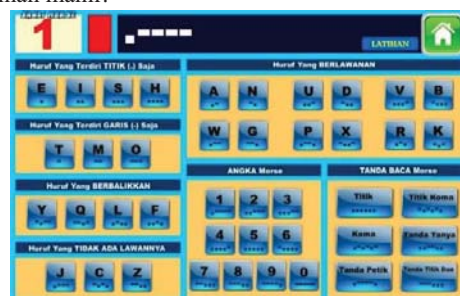 1 .----
LATIHAN
Huruf Yang Terdiri TITIK (.) Saja
E I S H
. .. ... ....
Huruf Yang Terdiri GARIS (-) Saja
T M O
- -- ---
Huruf Yang BERBALIKKAN
Y Q L F
Huruf Yang TIDAK ADA LAWANNYA
J C Z
Huruf Yang BERLAWANAN
A N U D V B
W G P X R K
ANGKA Morse
1 2 3
4 5 6
7 8 9 0
TANDA BACA Morse
Titik Titik Koma
Koma Tanda Tanya
Tanda Petik Tanda Titik Dua